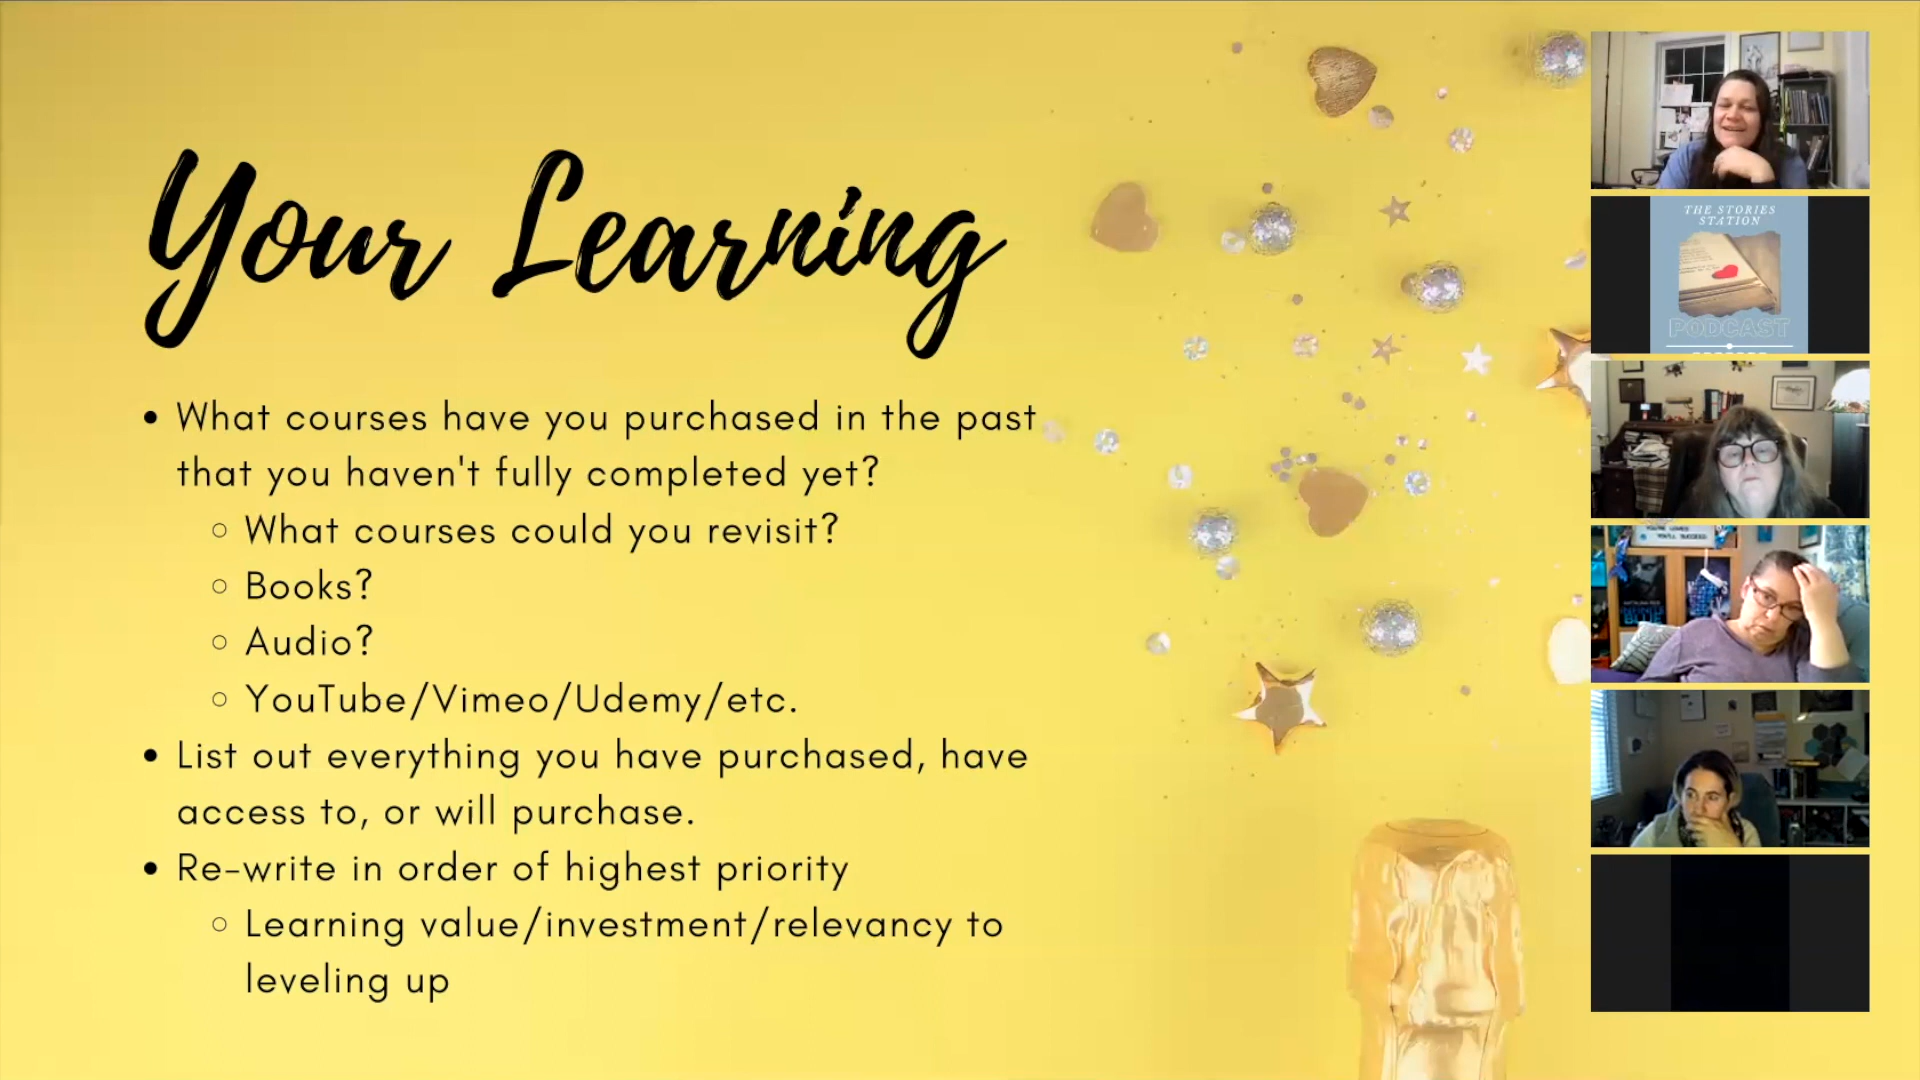 Your Learning
• What courses have you purchased in the past
that you haven't fully completed yet?
○ What courses could you revisit?
○ Books?
○ Audio?
○ YouTube/Vimeo/Udemy/etc.
• List out everything you have purchased, have
access to, or will purchase.
• Re-write in order of highest priority
○ Learning value/investment/relevancy to
leveling up
THE STORIES
STATION
PODCAST